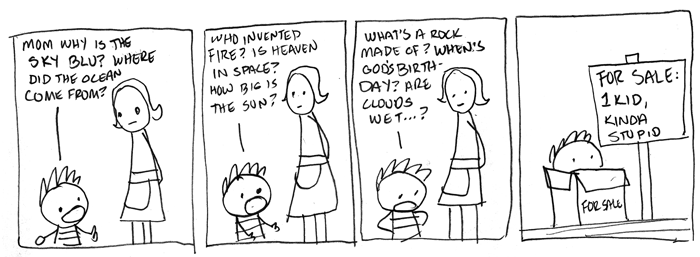 MOM WHY IS THE
SKY BLU? WHERE
DID THE OCEAN
COME FROM?
WHO INVENTED
FIRE? IS HEAVEN
IN SPACE?
HOW BIG IS
THE SUN?
WHAT'S A ROCK
MADE OF? WHEN'S
GOD'S BIRTH-
DAY? ARE
CLOUDS
WET...?
FOR SALE:
1 KID,
KINDA
STUPID
FOR SALE